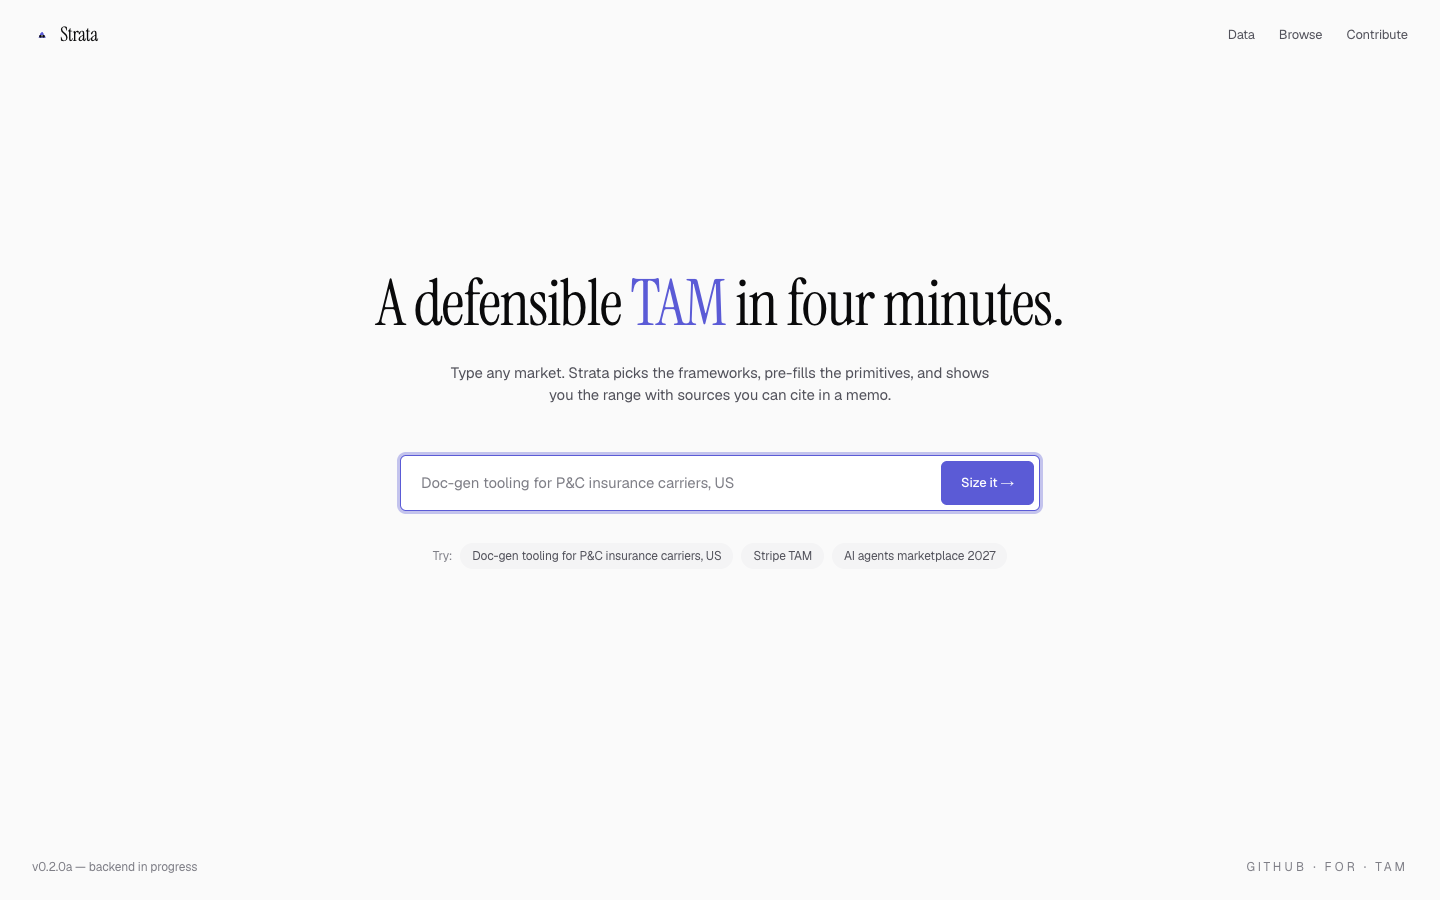 Strata
Data
Browse
Contribute
A defensible TAM in four minutes.
Type any market. Strata picks the frameworks, pre-fills the primitives, and shows
you the range with sources you can cite in a memo.
Doc-gen tooling for P&C insurance carriers, US
Size it →
Try:
Doc-gen tooling for P&C insurance carriers, US
Stripe TAM
AI agents marketplace 2027
v0.2.0a — backend in progress
GITHUB · FOR · TAM